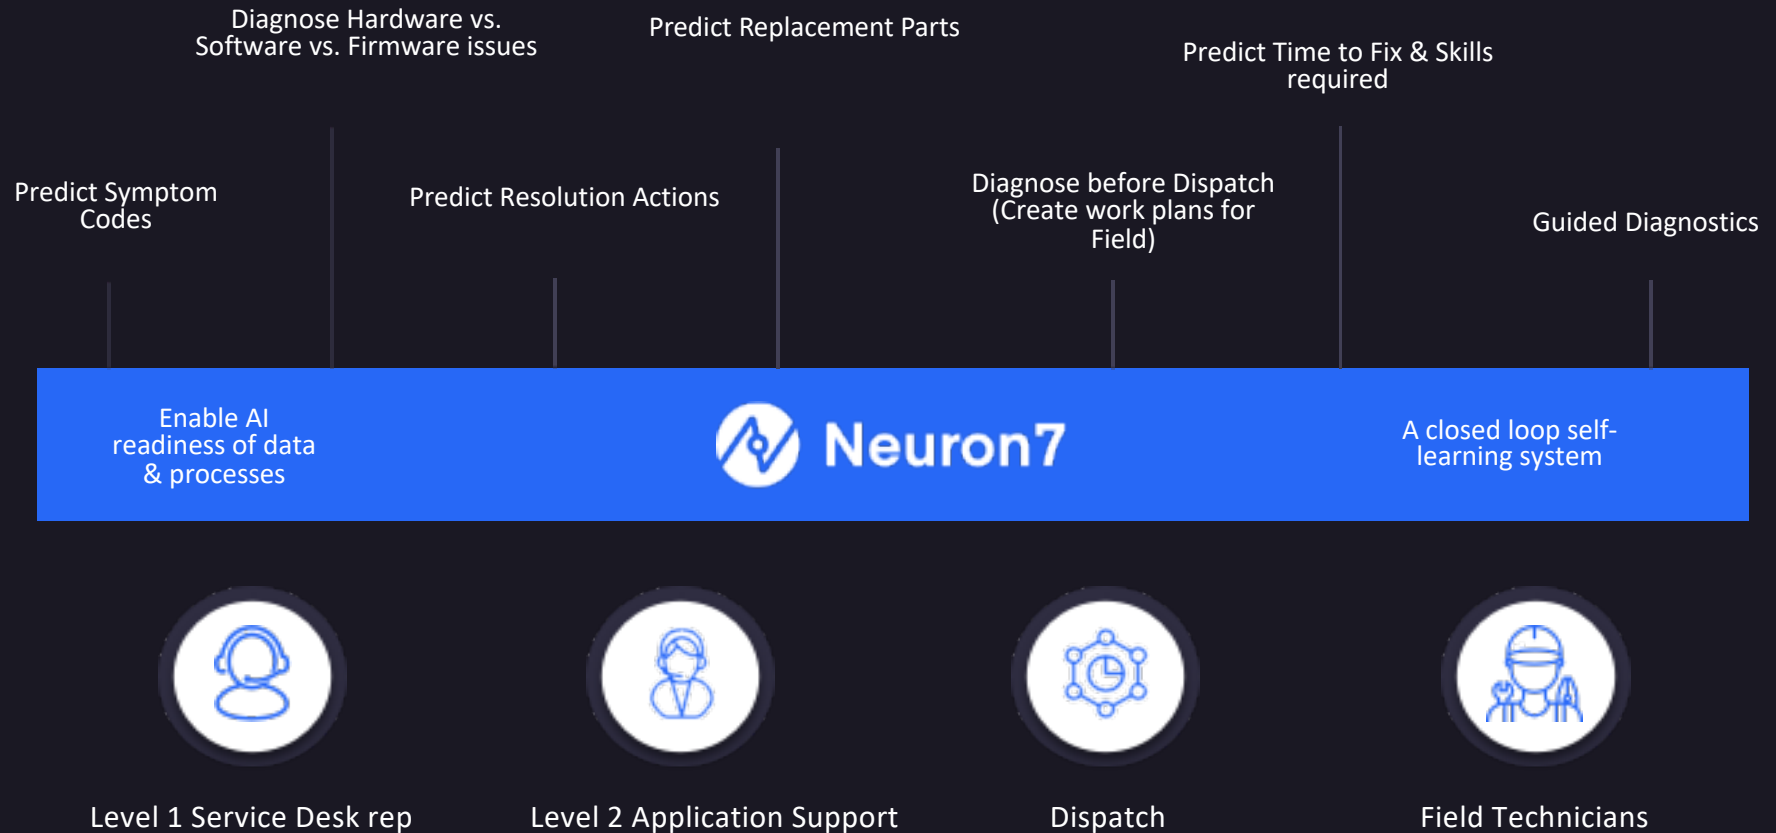 Diagnose Hardware vs.
Software vs. Firmware issues
Predict Replacement Parts
Predict Time to Fix & Skills
required
Predict Symptom
Codes
Predict Resolution Actions
Diagnose before Dispatch
(Create work plans for
Field)
Guided Diagnostics
Enable AI
readiness of data
& processes
Neuron7
A closed loop self-
learning system
Level 1 Service Desk rep
Level 2 Application Support
Dispatch
Field Technicians